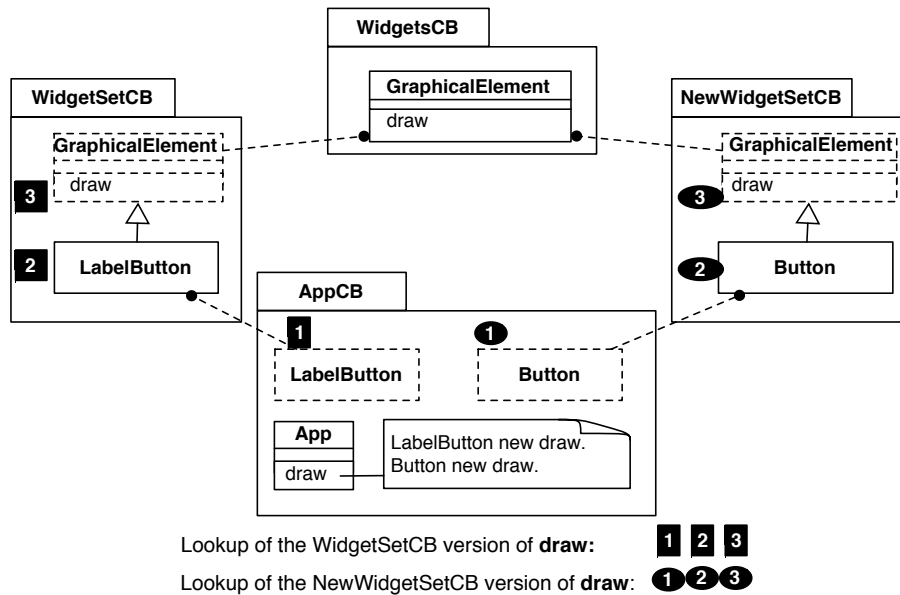 WidgetsCB
GraphicalElement
draw
WidgetSetCB
GraphicalElement
draw
3
2
LabelButton
NewWidgetSetCB
GraphicalElement
draw
3
2
Button
AppCB
1
1
LabelButton
Button
App
draw
LabelButton new draw.
Button new draw.
Lookup of the WidgetSetCB version of draw: 1 2 3
Lookup of the NewWidgetSetCB version of draw: 1 2 3